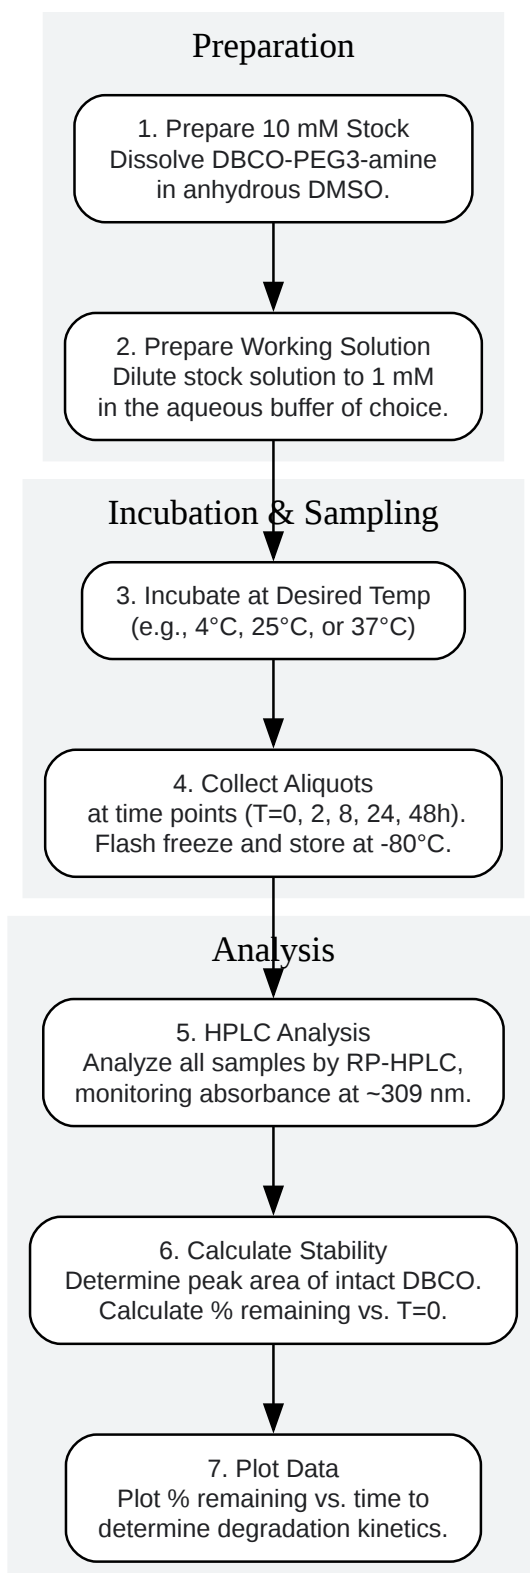 Preparation
1. Prepare 10 mM Stock
Dissolve DBCO-PEG3-amine
in anhydrous DMSO.
2. Prepare Working Solution
Dilute stock solution to 1 mM
in the aqueous buffer of choice.
Incubation & Sampling
3. Incubate at Desired Temp
(e.g., 4°C, 25°C, or 37°C)
4. Collect Aliquots
at time points (T=0, 2, 8, 24, 48h).
Flash freeze and store at -80°C.
Analysis
5. HPLC Analysis
Analyze all samples by RP-HPLC,
monitoring absorbance at ~309 nm.
6. Calculate Stability
Determine peak area of intact DBCO.
Calculate % remaining vs. T=0.
7. Plot Data
Plot % remaining vs. time to
determine degradation kinetics.